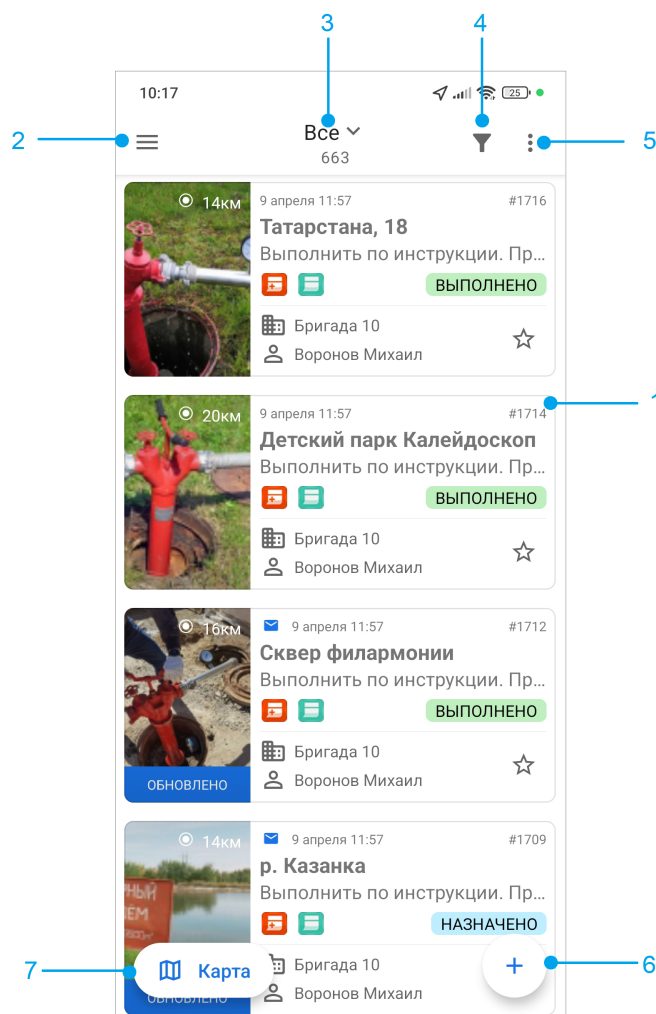 3
4
10:17
25
2
Все
663
5
14км
9 апреля 11:57
#1716
Татарстана, 18
Выполнить по инструкции. Пр...
ВЫПОЛНЕНО
Бригада 10
Воронов Михаил
1
20км
9 апреля 11:57
#1714
Детский парк Калейдоскоп
Выполнить по инструкции. Пр...
ВЫПОЛНЕНО
Бригада 10
Воронов Михаил
16км
9 апреля 11:57
#1712
Сквер филармонии
Выполнить по инструкции. Пр...
ВЫПОЛНЕНО
Бригада 10
Воронов Михаил
ОБНОВЛЕНО
14км
9 апреля 11:57
#1709
р. Казанка
Выполнить по инструкции. Пр...
НАЗНАЧЕНО
7
Карта
Бригада 10
6
Воронов Михаил
ОБНОВЛЕНО